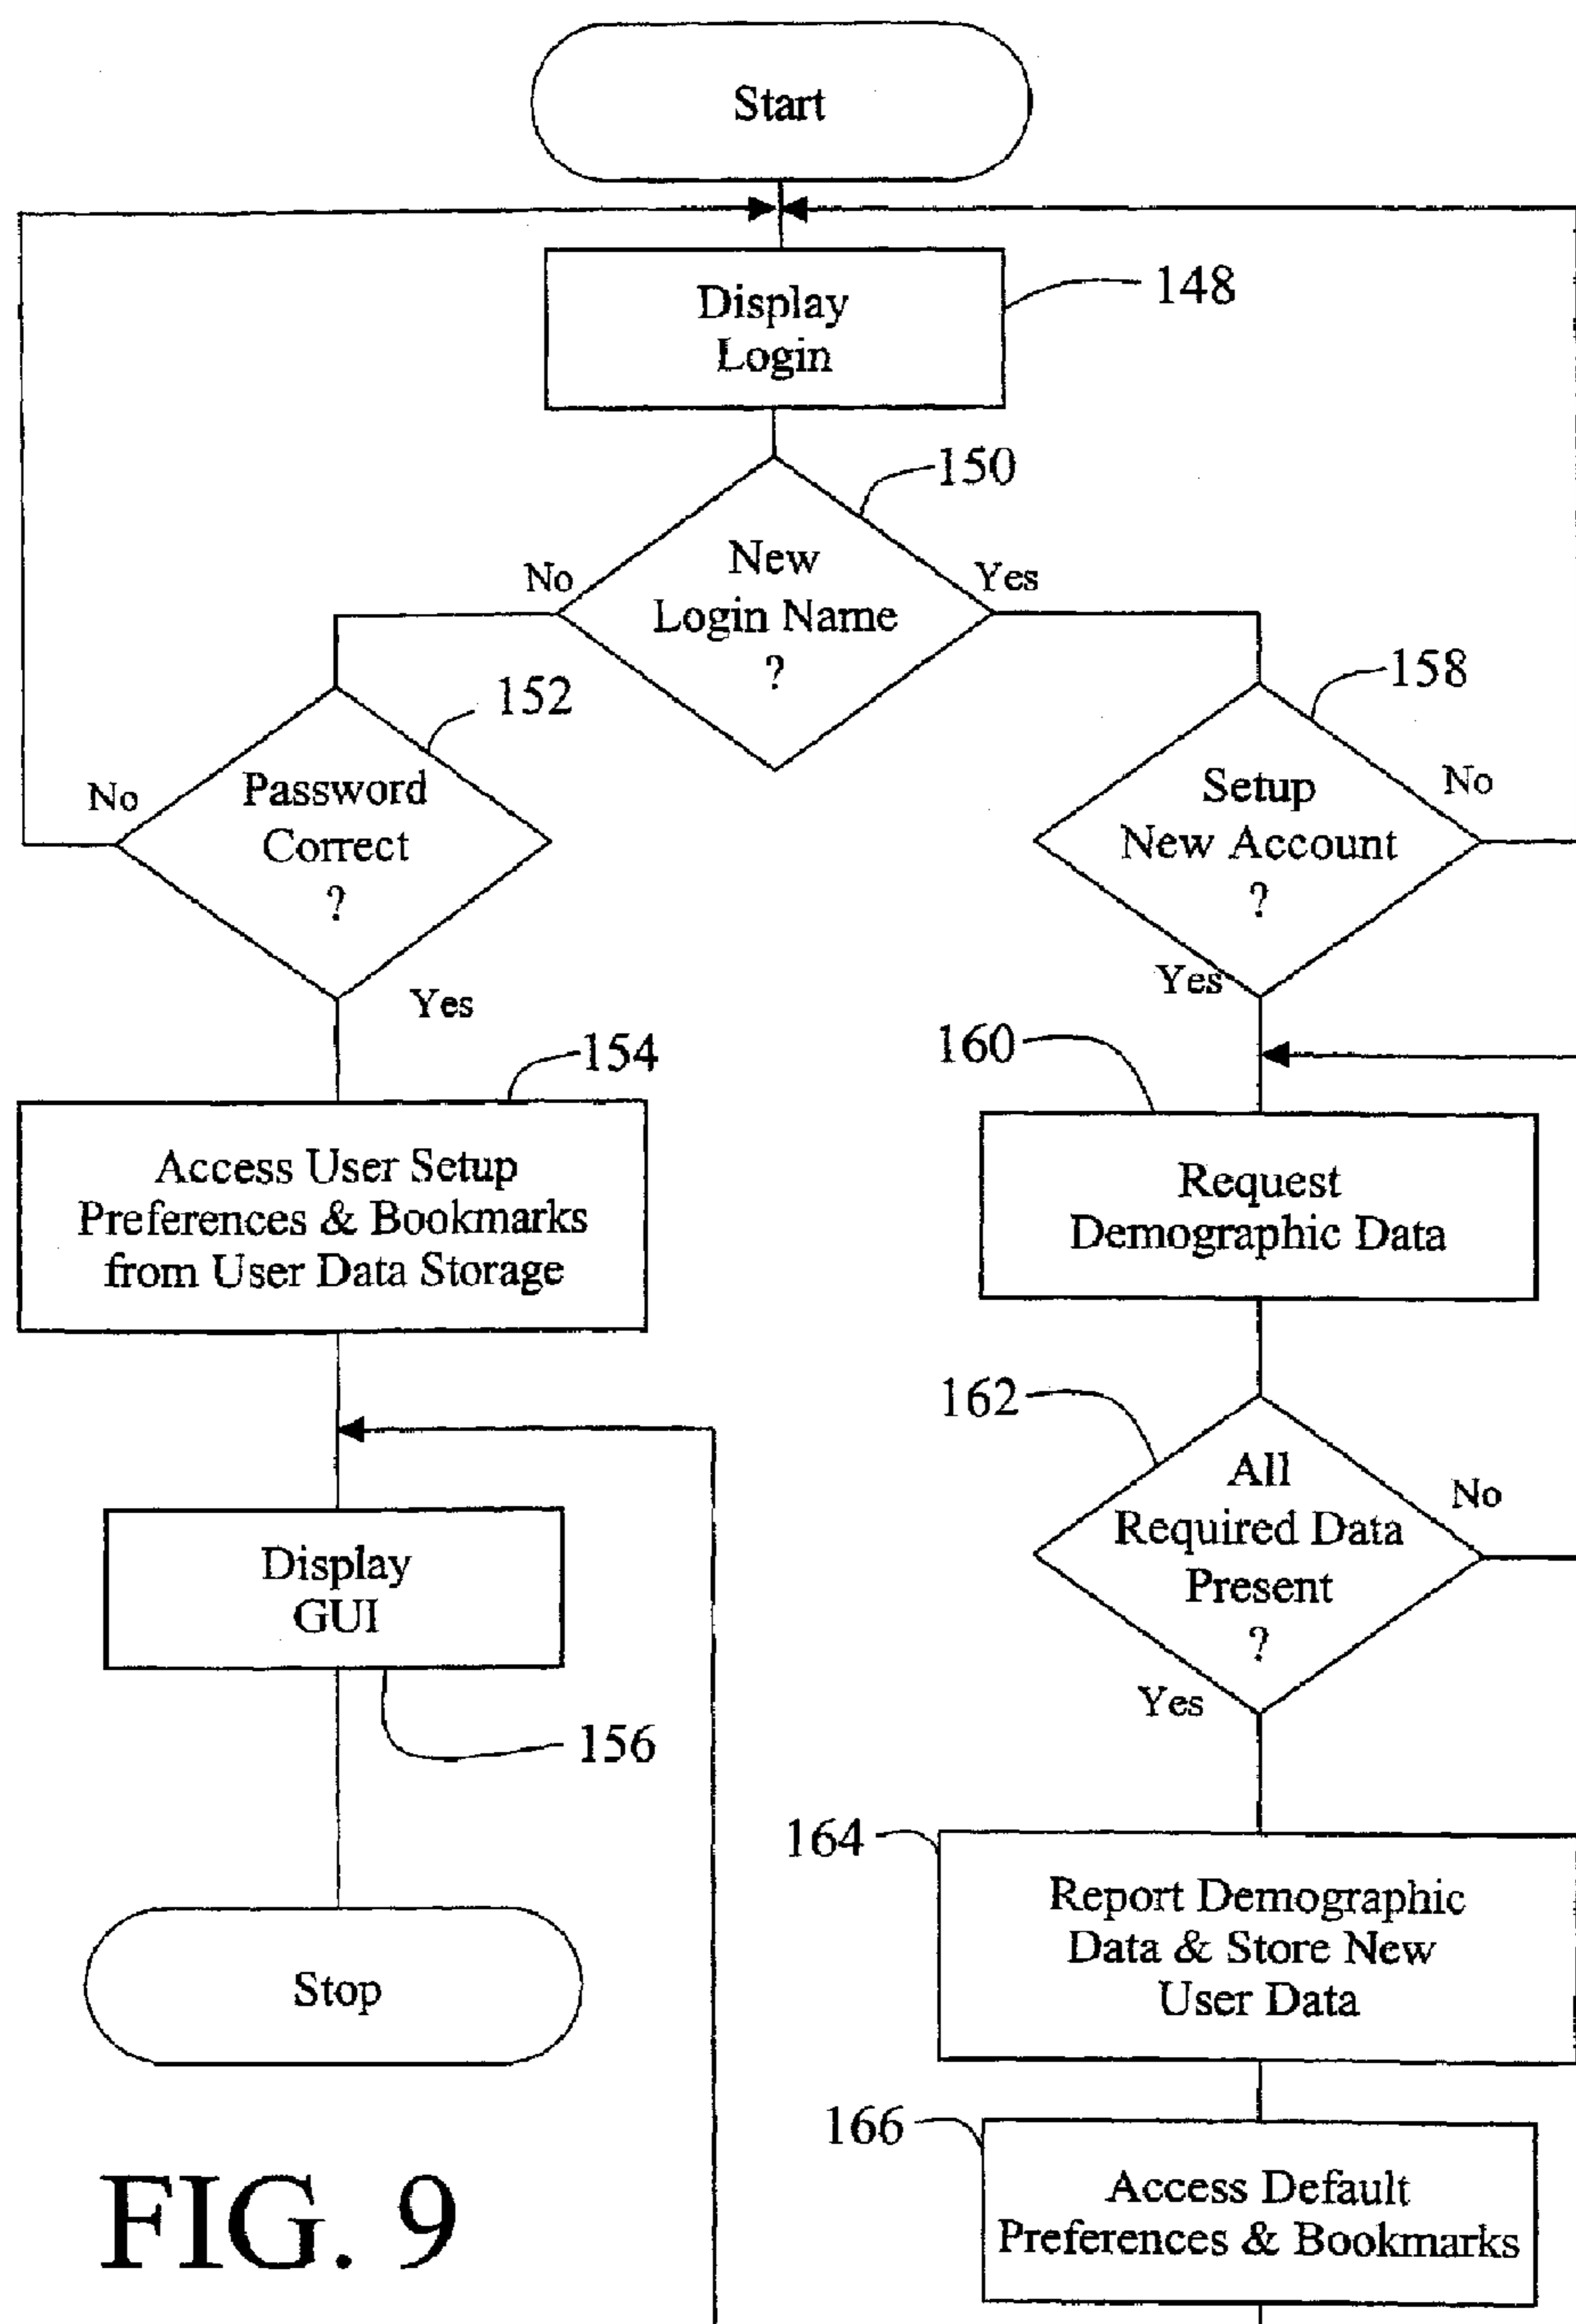 Start
Display
Login
148
150
New
Login Name
?
No
Yes
152
158
Password
Correct
?
No
Yes
Setup
New Account
?
No
Yes
154
160
Access User Setup
Preferences & Bookmarks
from User Data Storage
Request
Demographic Data
162
All
Required Data
Present
?
No
Yes
Display
GUI
156
164
Report Demographic
Data & Store New
User Data
Stop
166
Access Default
Preferences & Bookmarks
FIG. 9